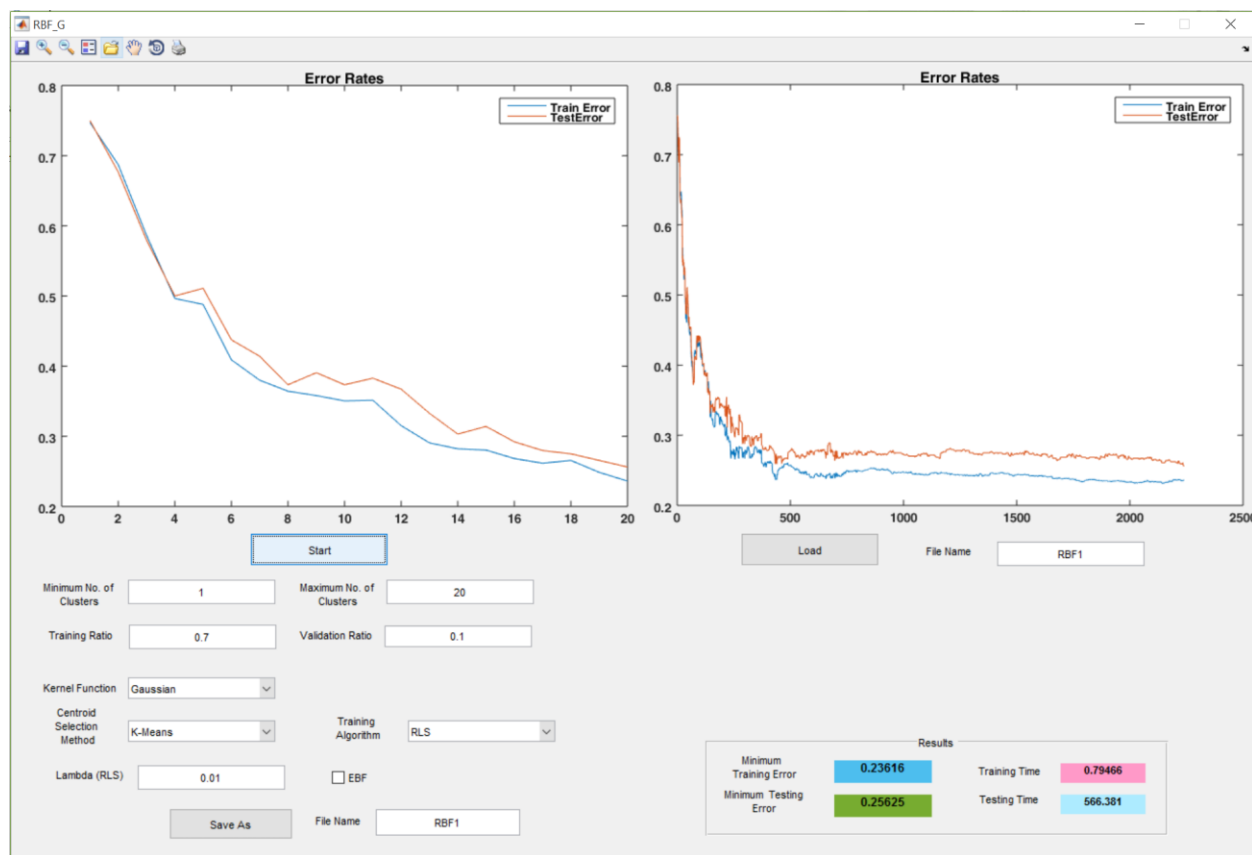 RBF_G
Error Rates
0.8
0.7
0.6
0.5
0.4
0.3
0.2
0 2 4 6 8 10 12 14 16 18 20
Train Error
TestError
Error Rates
0.8
0.7
0.6
0.5
0.4
0.3
0.2
0 500 1000 1500 2000 2500
Train Error
TestError
Start
Load File Name RBF1
Minimum No. of
Clusters
1
Maximum No. of
Clusters
20
Training Ratio 0.7 Validation Ratio 0.1
Kernel Function Gaussian
Centroid
Selection
Method
K-Means
Training
Algorithm
RLS
Lambda (RLS) 0.01 EBF
Save As File Name RBF1
Results
Minimum
Training Error
0.23616
Training Time 0.79466
Minimum Testing
Error
0.25625
Testing Time 566.381